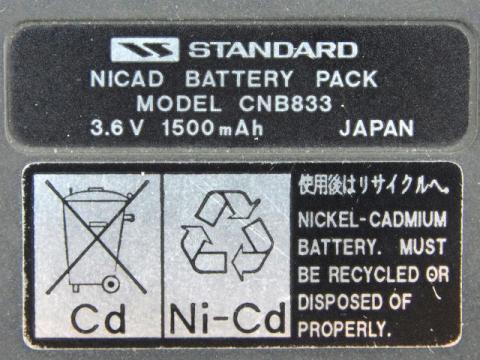 STANDARD
NICAD BATTERY PACK
MODEL CNB833
3.6V 1500mAh JAPAN
Cd
Ni-Cd
使用後はリサイクルへ。
NICKEL-CADMIUM
BATTERY. MUST
BE RECYCLED OR
DISPOSED OF
PROPERLY.